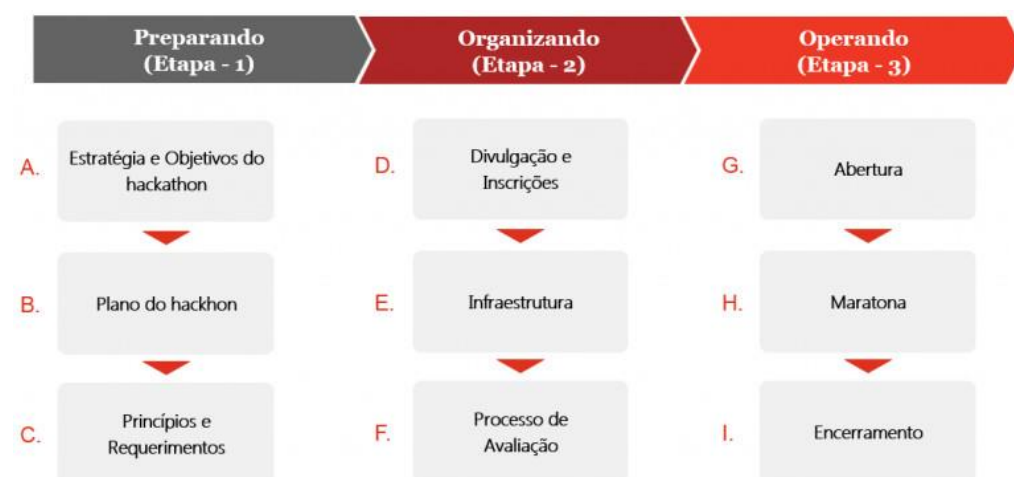 Preparando
(Etapa - 1)
Organizando
(Etapa - 2)
Operando
(Etapa - 3)
A.
Estratégia e Objetivos do
hackathon
B.
Plano do hackhon
C.
Princípios e
Requerimentos
D.
Divulgação e
Inscrições
E.
Infraestrutura
F.
Processo de
Avaliação
G.
Abertura
H.
Maratona
I.
Encerramento